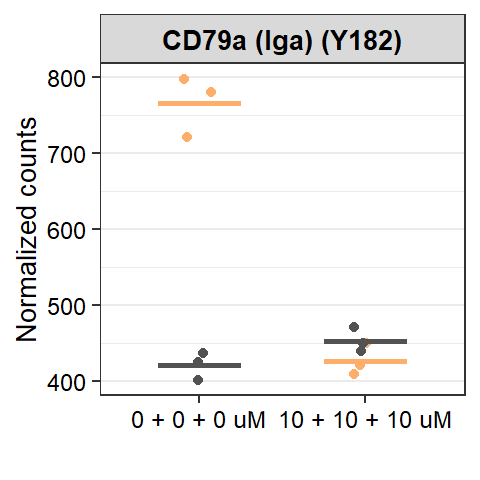 CD79a (Iga) (Y182)
Normalized counts
800
700
600
500
400
0 + 0 + 0 uM
10 + 10 + 10 uM